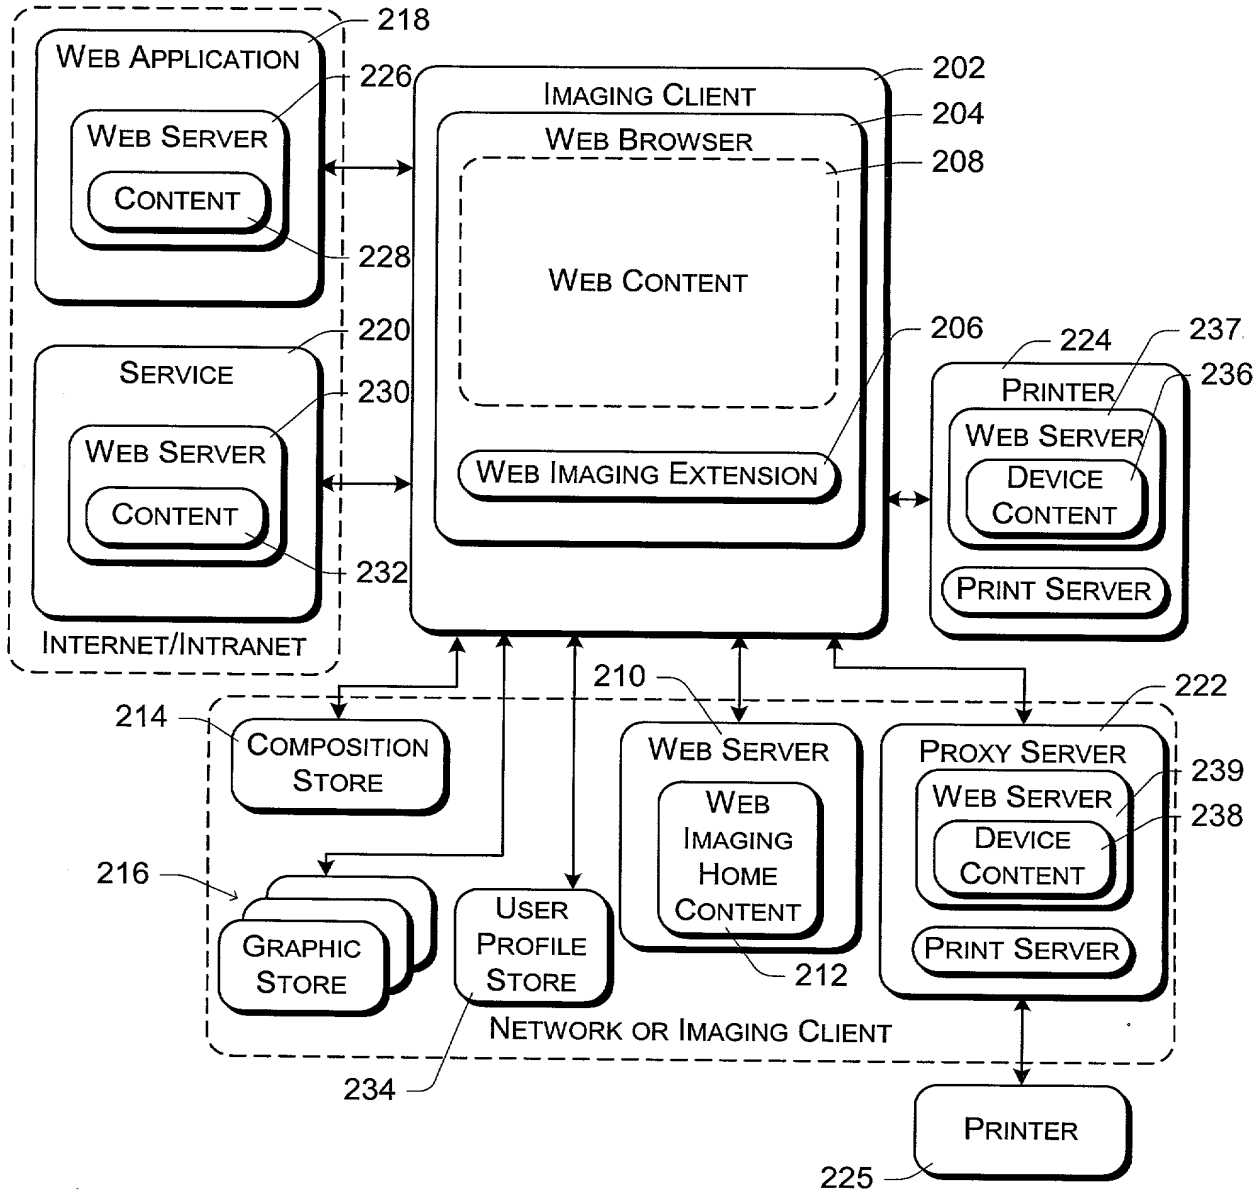 218
WEB APPLICATION
226
WEB SERVER
CONTENT
228
220
SERVICE
230
WEB SERVER
CONTENT
232
INTERNET/INTRANET
202
IMAGING CLIENT
204
WEB BROWSER
208
WEB CONTENT
206
WEB IMAGING EXTENSION
237
224
236
PRINTER
WEB SERVER
DEVICE
CONTENT
PRINT SERVER
214
COMPOSITION
STORE
216
GRAPHIC
STORE
USER
PROFILE
STORE
234
210
WEB SERVER
WEB
IMAGING
HOME
CONTENT
212
222
PROXY SERVER
239
WEB SERVER
238
DEVICE
CONTENT
PRINT SERVER
NETWORK OR IMAGING CLIENT
PRINTER
225